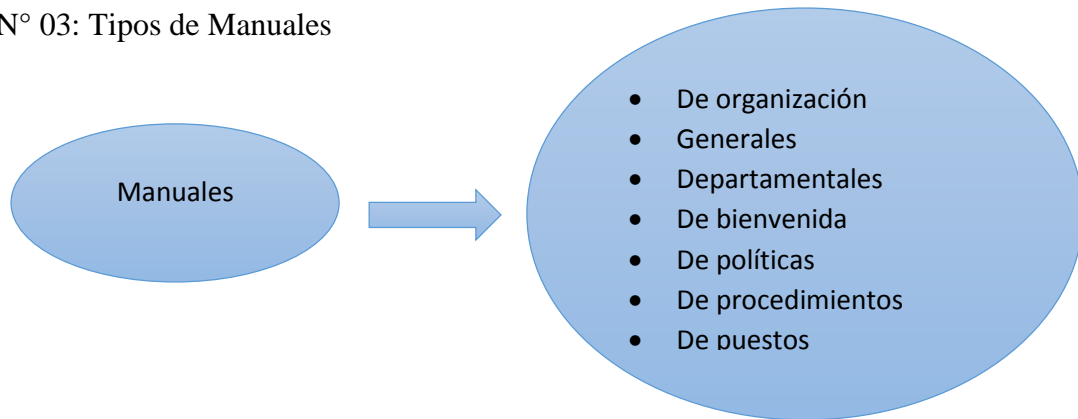 N° 03: Tipos de Manuales
Manuales
• De organización
• Generales
• Departamentales
• De bienvenida
• De políticas
• De procedimientos
• De puestos